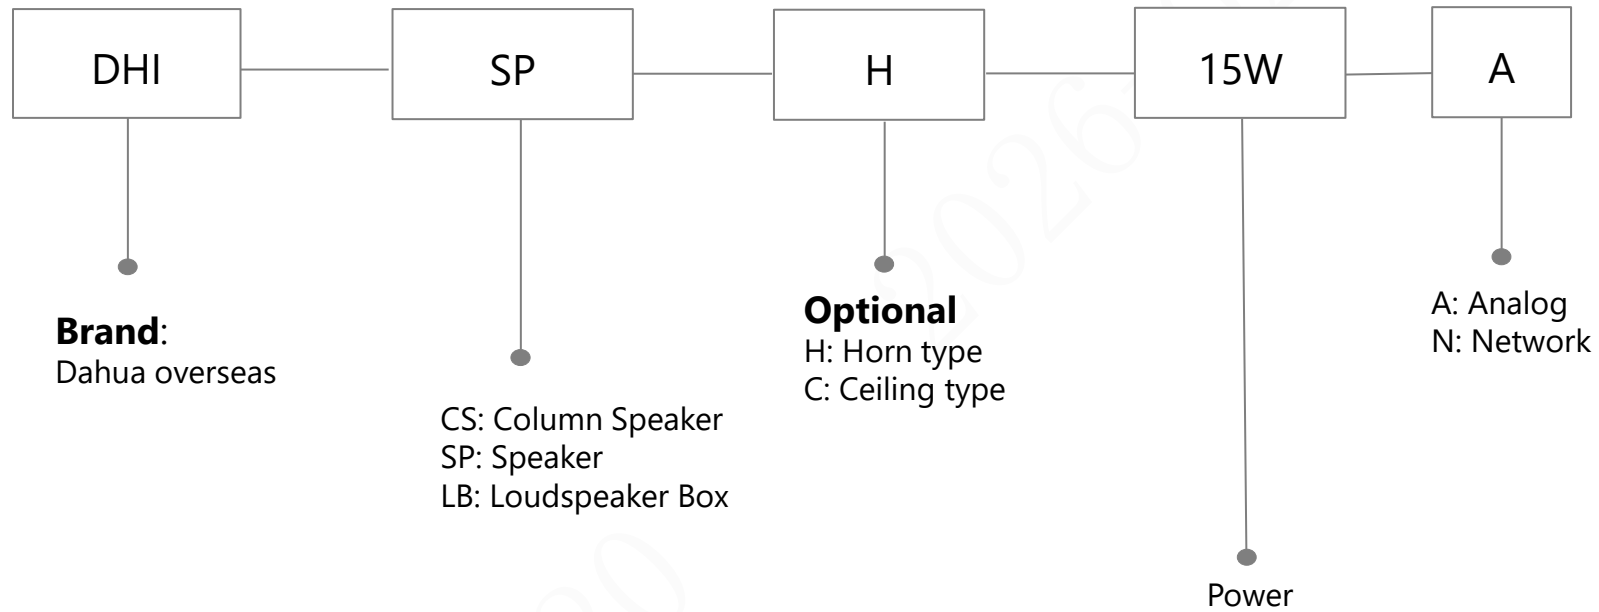 DHI
SP
H
15W
A
Brand:
Dahua overseas
CS: Column Speaker
SP: Speaker
LB: Loudspeaker Box
Optional
H: Horn type
C: Ceiling type
Power
A: Analog
N: Network